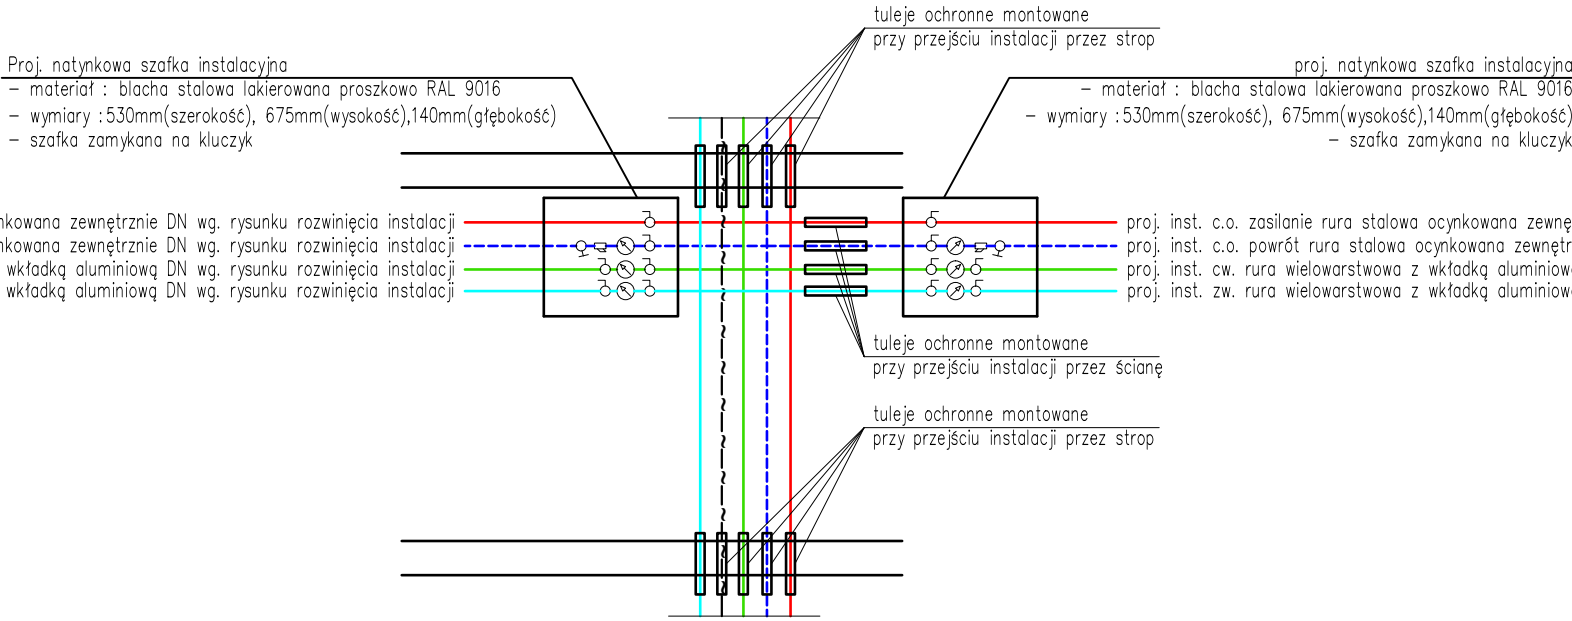 tuleje ochronne montowane
przy przejściu instalacji przez strop
Proj. natynkowa szafka instalacyjna
- materiał : blacha stalowa lakierowana proszkowo RAL 9016
- wymiary :530mm(szerokość), 675mm(wysokość),140mm(głębokość)
- szafka zamykana na kluczyk
proj. natynkowa szafka instalacyjna
- materiał : blacha stalowa lakierowana proszkowo RAL 9016
- wymiary :530mm(szerokość), 675mm(wysokość),140mm(głębokość)
- szafka zamykana na kluczyk
nkowana zewnętrznie DN wg. rysunku rozwinięcia instalacji
nkowana zewnętrznie DN wg. rysunku rozwinięcia instalacji
wkładką aluminiową DN wg. rysunku rozwinięcia instalacji
wkładką aluminiową DN wg. rysunku rozwinięcia instalacji
proj. inst. c.o. zasilanie rura stalowa ocynkowana zewnę
proj. inst. c.o. powrót rura stalowa ocynkowana zewnętr
proj. inst. cw. rura wielowarstwowa z wkładką aluminiow
proj. inst. zw. rura wielowarstwowa z wkładką aluminiow
tuleje ochronne montowane
przy przejściu instalacji przez ścianę
tuleje ochronne montowane
przy przejściu instalacji przez strop